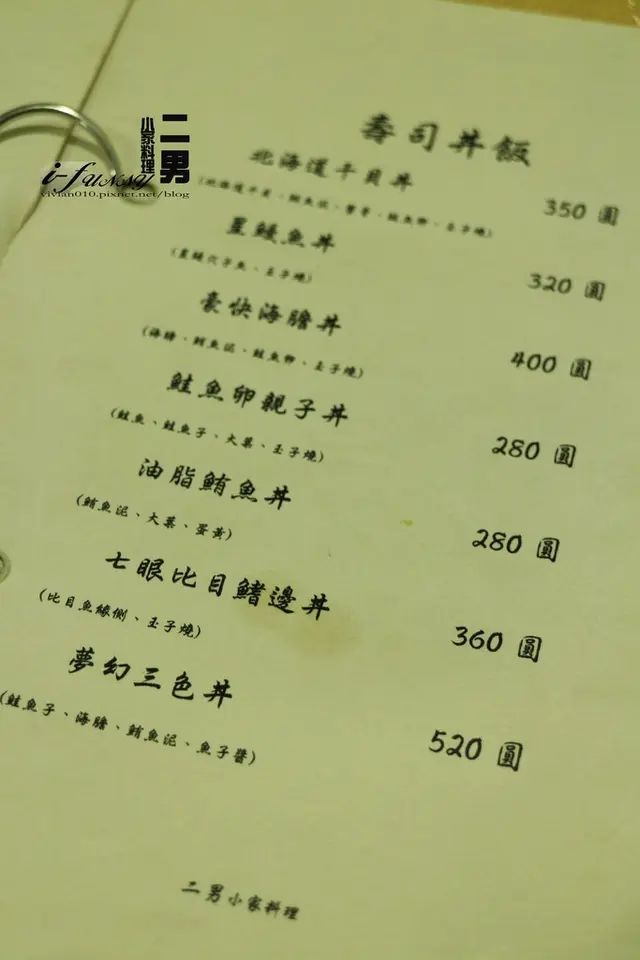 二男
小家料理
i-funny
vivian010.pixnet.net/blog
壽司丼飯
北海道干貝丼
350 圓
星鰻魚丼
320 圓
(星鰻穴子魚、玉子燒)
豪快海膽丼
400 圓
(海膽、鮪魚泥、鮭魚卵、玉子燒)
鮭魚卵親子丼
280 圓
(鮭魚、鮭魚子、大葉、玉子燒)
油脂鮪魚丼
280 圓
(鮪魚泥、大葉、蛋黃)
七眼比目鰭邊丼
360 圓
(比目魚緣側、玉子燒)
夢幻三色丼
520 圓
(鮭魚子、海膽、鮪魚泥、魚子醬)
二男小家料理